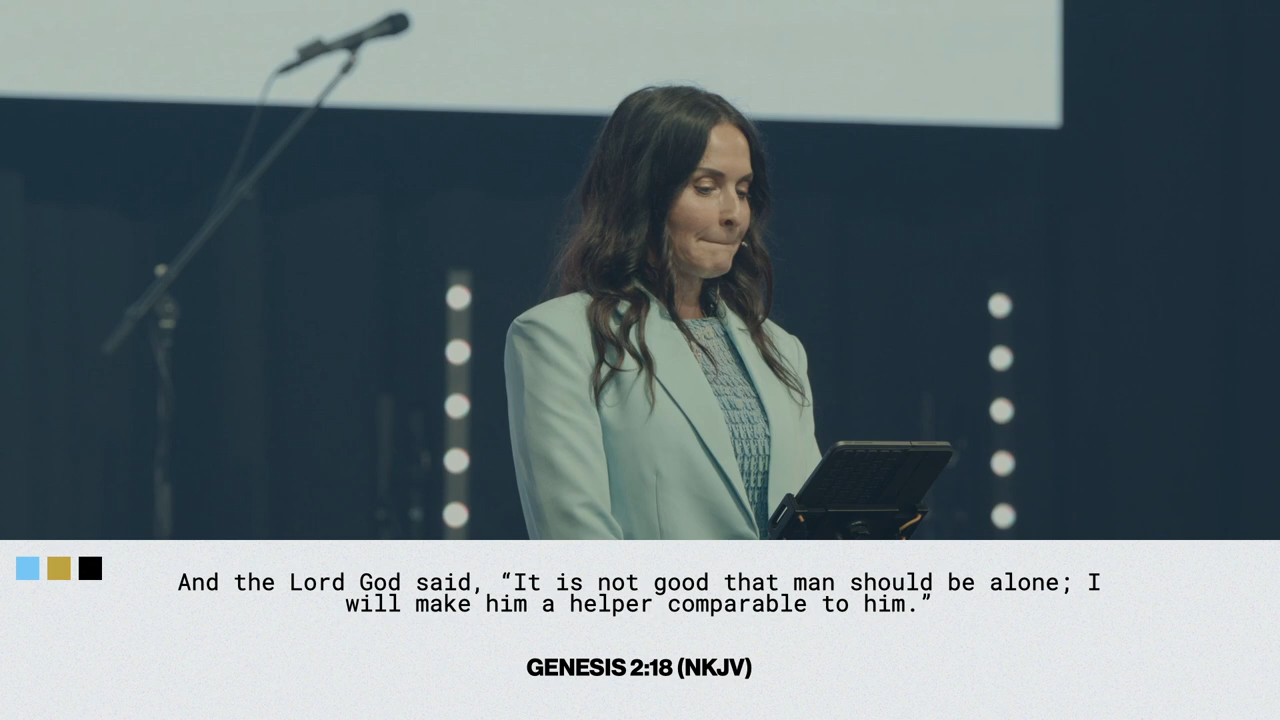 And the Lord God said, “It is not good that man should be alone; I
will make him a helper comparable to him.”
GENESIS 2:18 (NKJV)